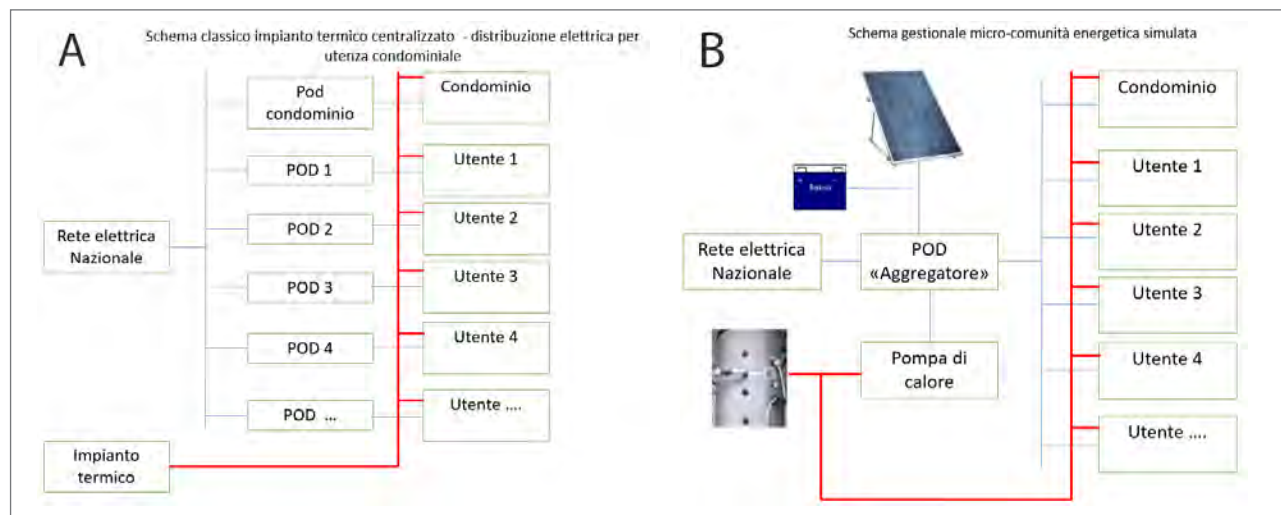 A
Schema classico impianto termico centralizzato - distribuzione elettrica per
utenza condominiale
Pod
condominio
Condominio
POD 1
Utente 1
POD 2
Utente 2
Rete elettrica
Nazionale
POD 3
Utente 3
POD 4
Utente 4
POD ...
Utente ....
Impianto
termico
B
Schema gestionale micro-comunità energetica simulata
Condominio
Utente 1
Utente 2
Rete elettrica
Nazionale
POD
«Aggregatore»
Utente 3
Pompa di
calore
Utente 4
Utente ....